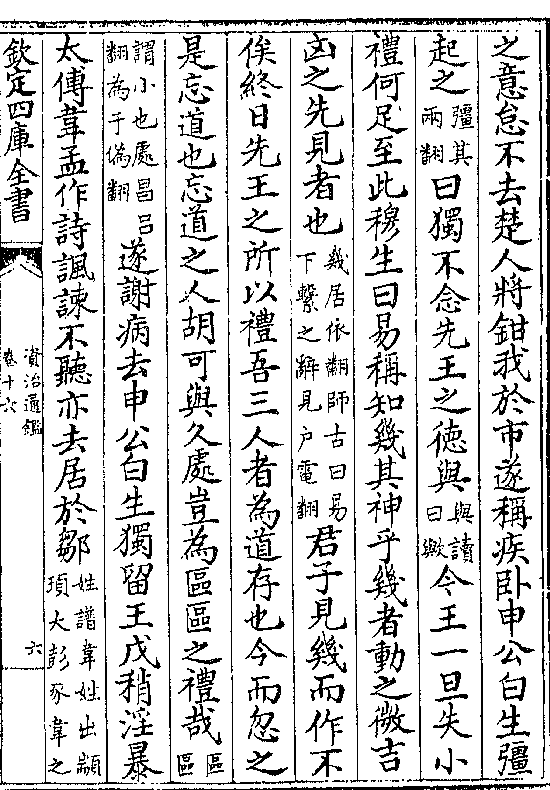 之意怠不去楚人將鉗我於市遂稱疾卧申公白生彊
起之彊其兩翻曰獨不念先王之德與與讀曰歟今王一旦失小
禮何足至此穆生曰易稱知幾其神乎幾者動之微吉
凶之先見者也幾居依翻師古曰易下繫之辭見户電翻君子見幾而作不
俟終日先王之所以禮吾三人者為道存也今而忽之
是忘道也忘道之人胡可與久處豈為區區之禮哉區區
謂小也處昌吕翻為于偽翻遂謝病去申公白生獨留王戊稍淫暴
太傅韋孟作詩諷諫不聽亦去居於鄒姓譜韋姓出顓頊大彭豕韋之
欽定四庫全書
資治通鑑
卷十六
六